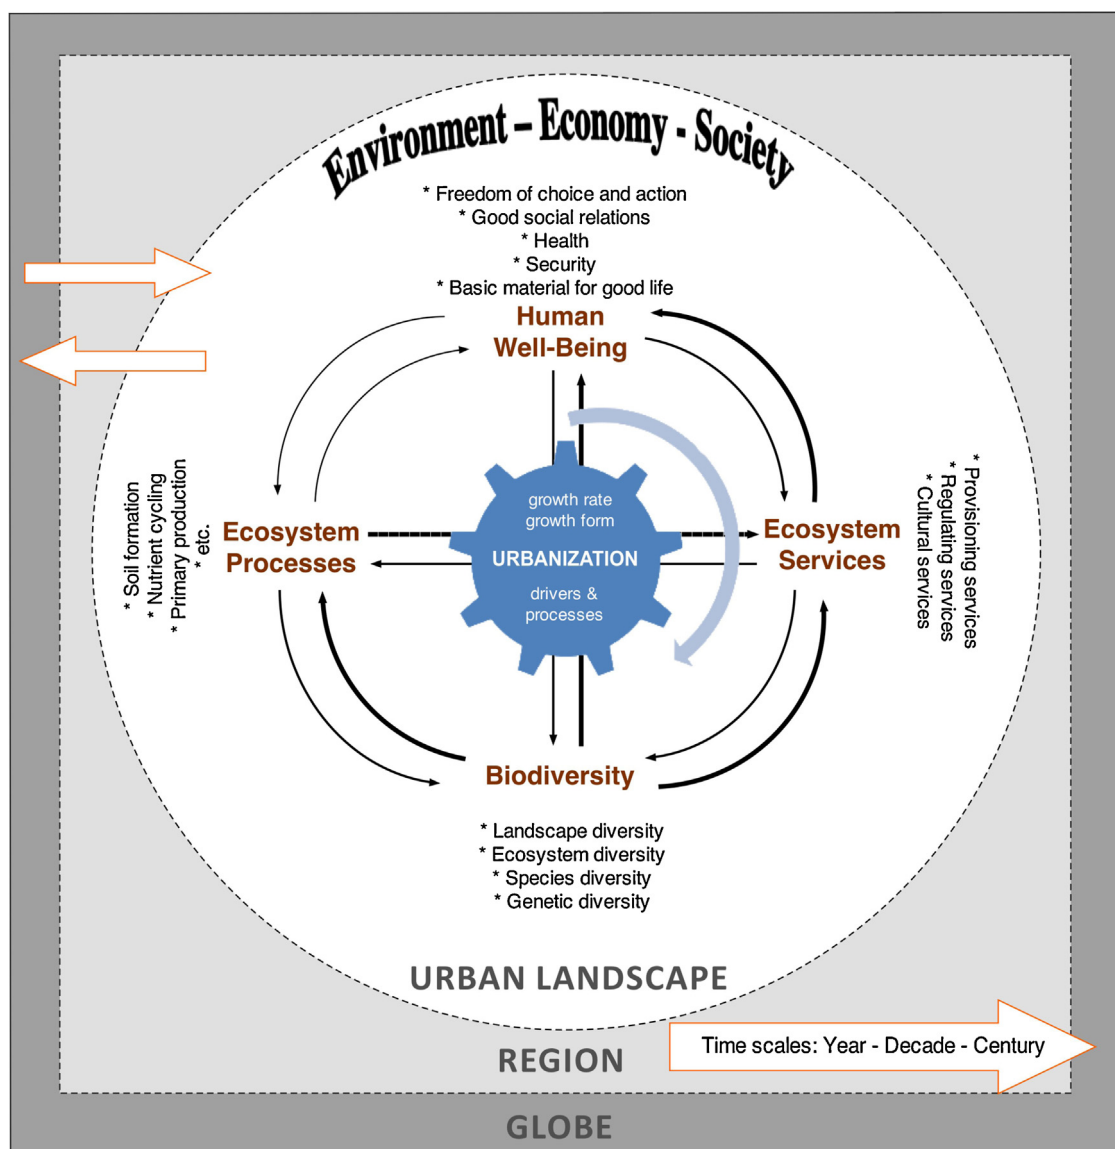 Environment – Economy - Society
* Freedom of choice and action
* Good social relations
* Health
* Security
* Basic material for good life
Human
Well-Being
* Soil formation
* Nutrient cycling
* Primary production
* etc.
Ecosystem
Processes
growth rate
growth form
URBANIZATION
drivers &
processes
Ecosystem
Services
* Provisioning services
* Regulating services
* Cultural services
Biodiversity
* Landscape diversity
* Ecosystem diversity
* Species diversity
* Genetic diversity
URBAN LANDSCAPE
Time scales: Year - Decade - Century
REGION
GLOBE